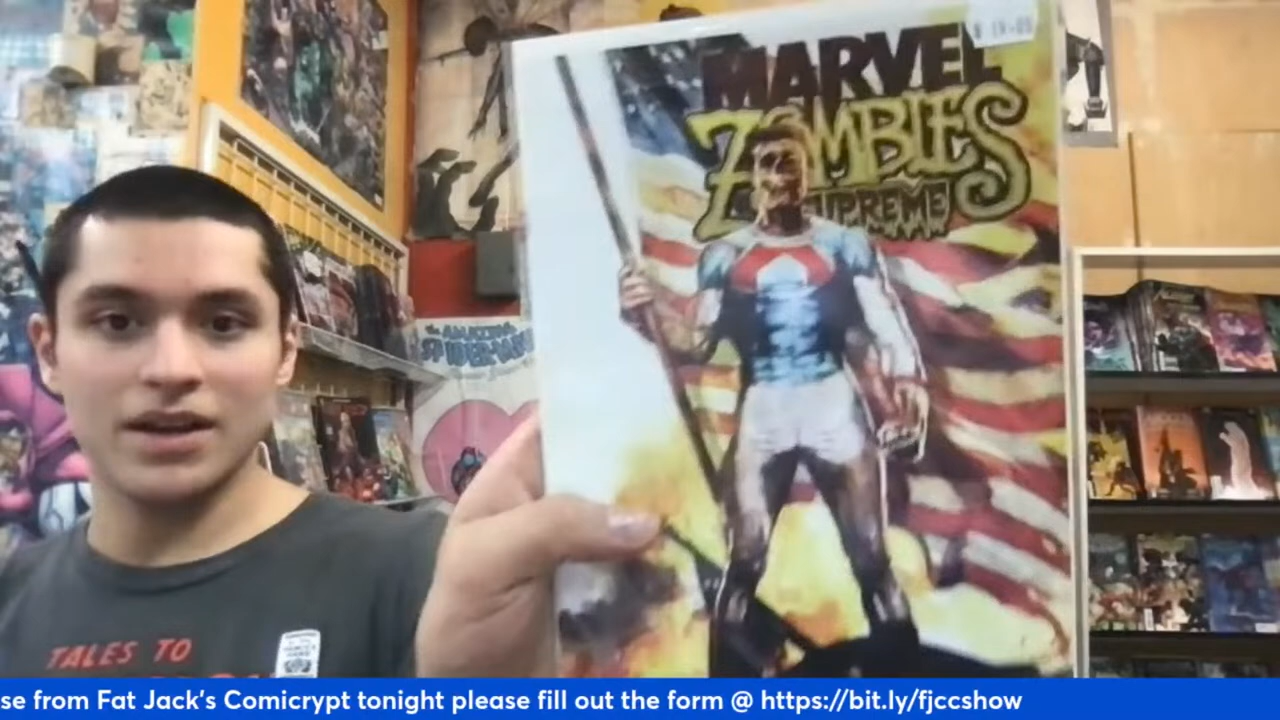 MARVEL
ZOMBIES
SUPREME
THE AMAZING
SPIDER-MAN
TALES TO
se from Fat Jack's Comicrypt tonight please fill out the form @ https://bit.ly/fjccshow